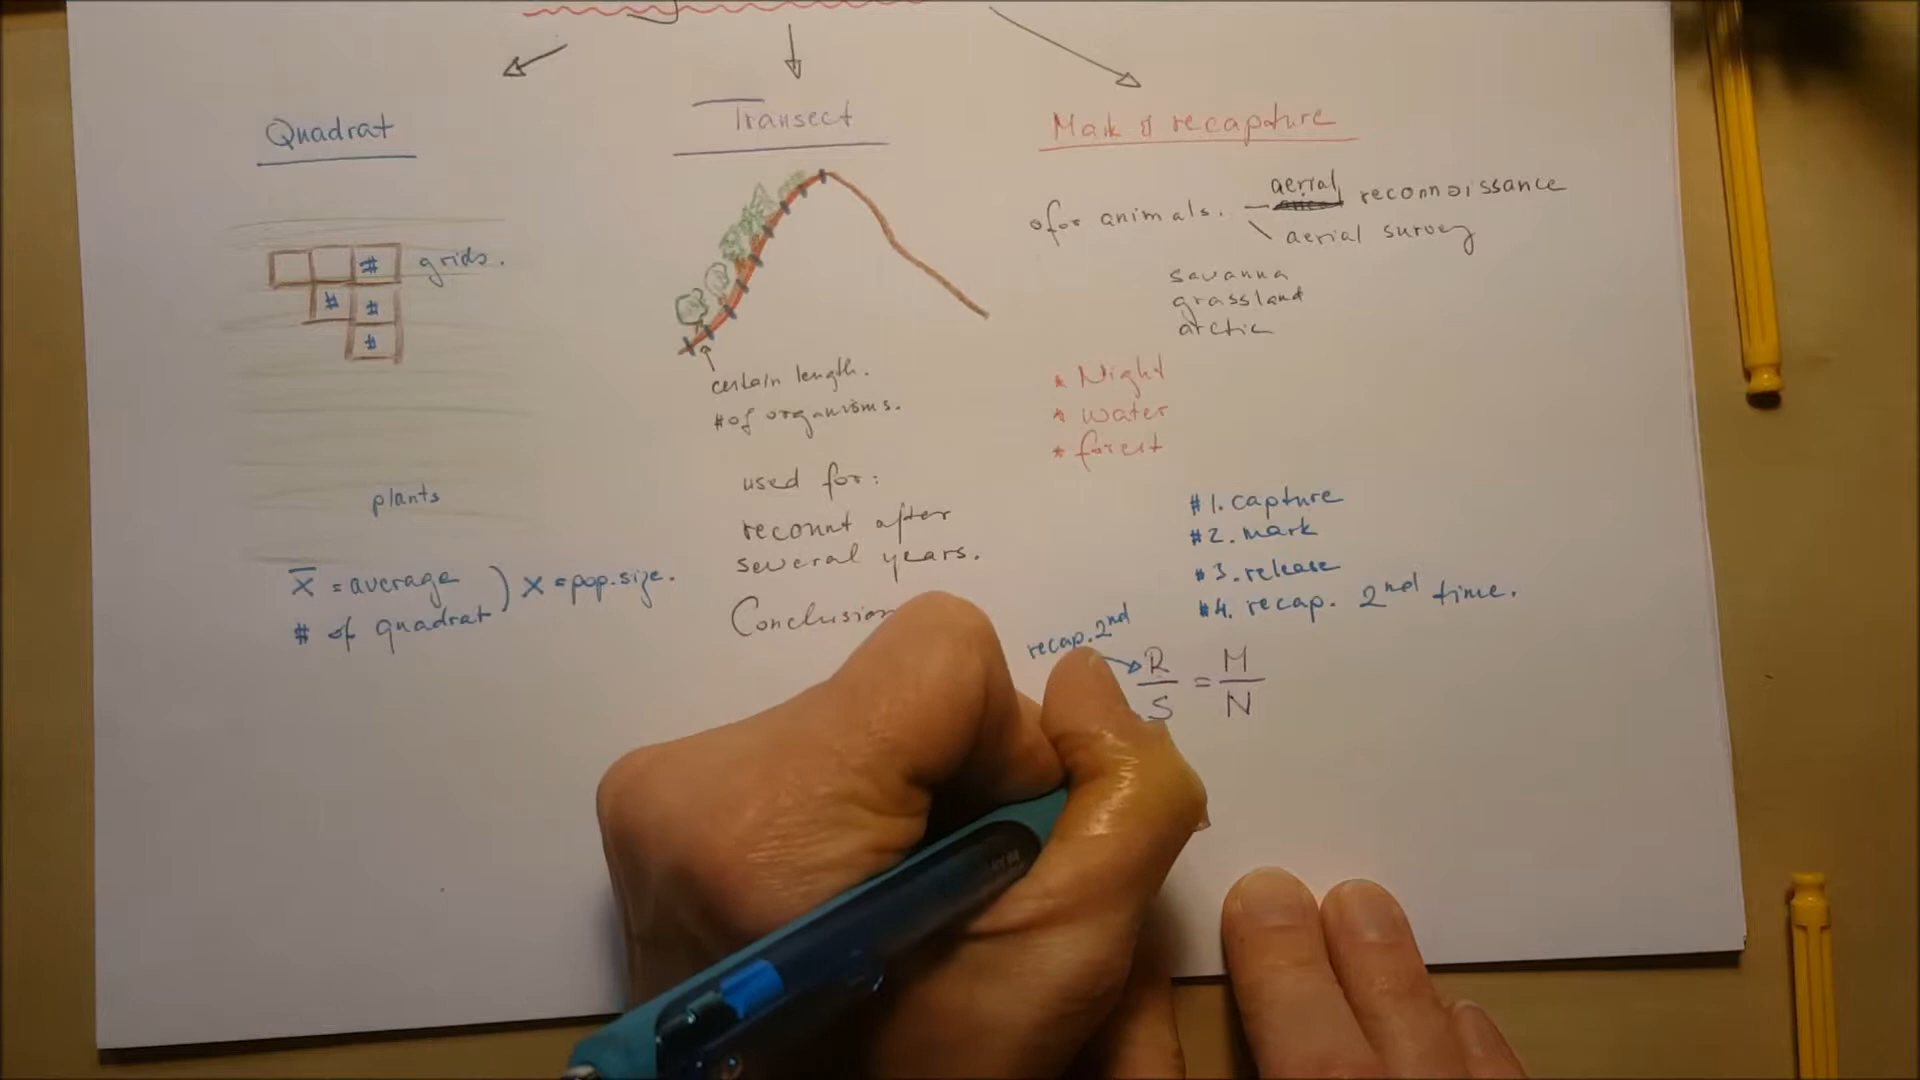 Quadrat
grids.
#
# #
#
plants
x̄ = average
# of quadrat ) x = pop. size.
Transect
certain length.
# of organisms.
used for:
recount after
several years.
Conclusion
Mark & recapture
for animals. aerial reconnoissance
aerial survey
savanna
grassland
arctic
* Night
* water
* forest
# 1. capture
# 2. mark
# 3. release
# 4. recap. 2nd time.
recap. 2nd
R/S = M/N